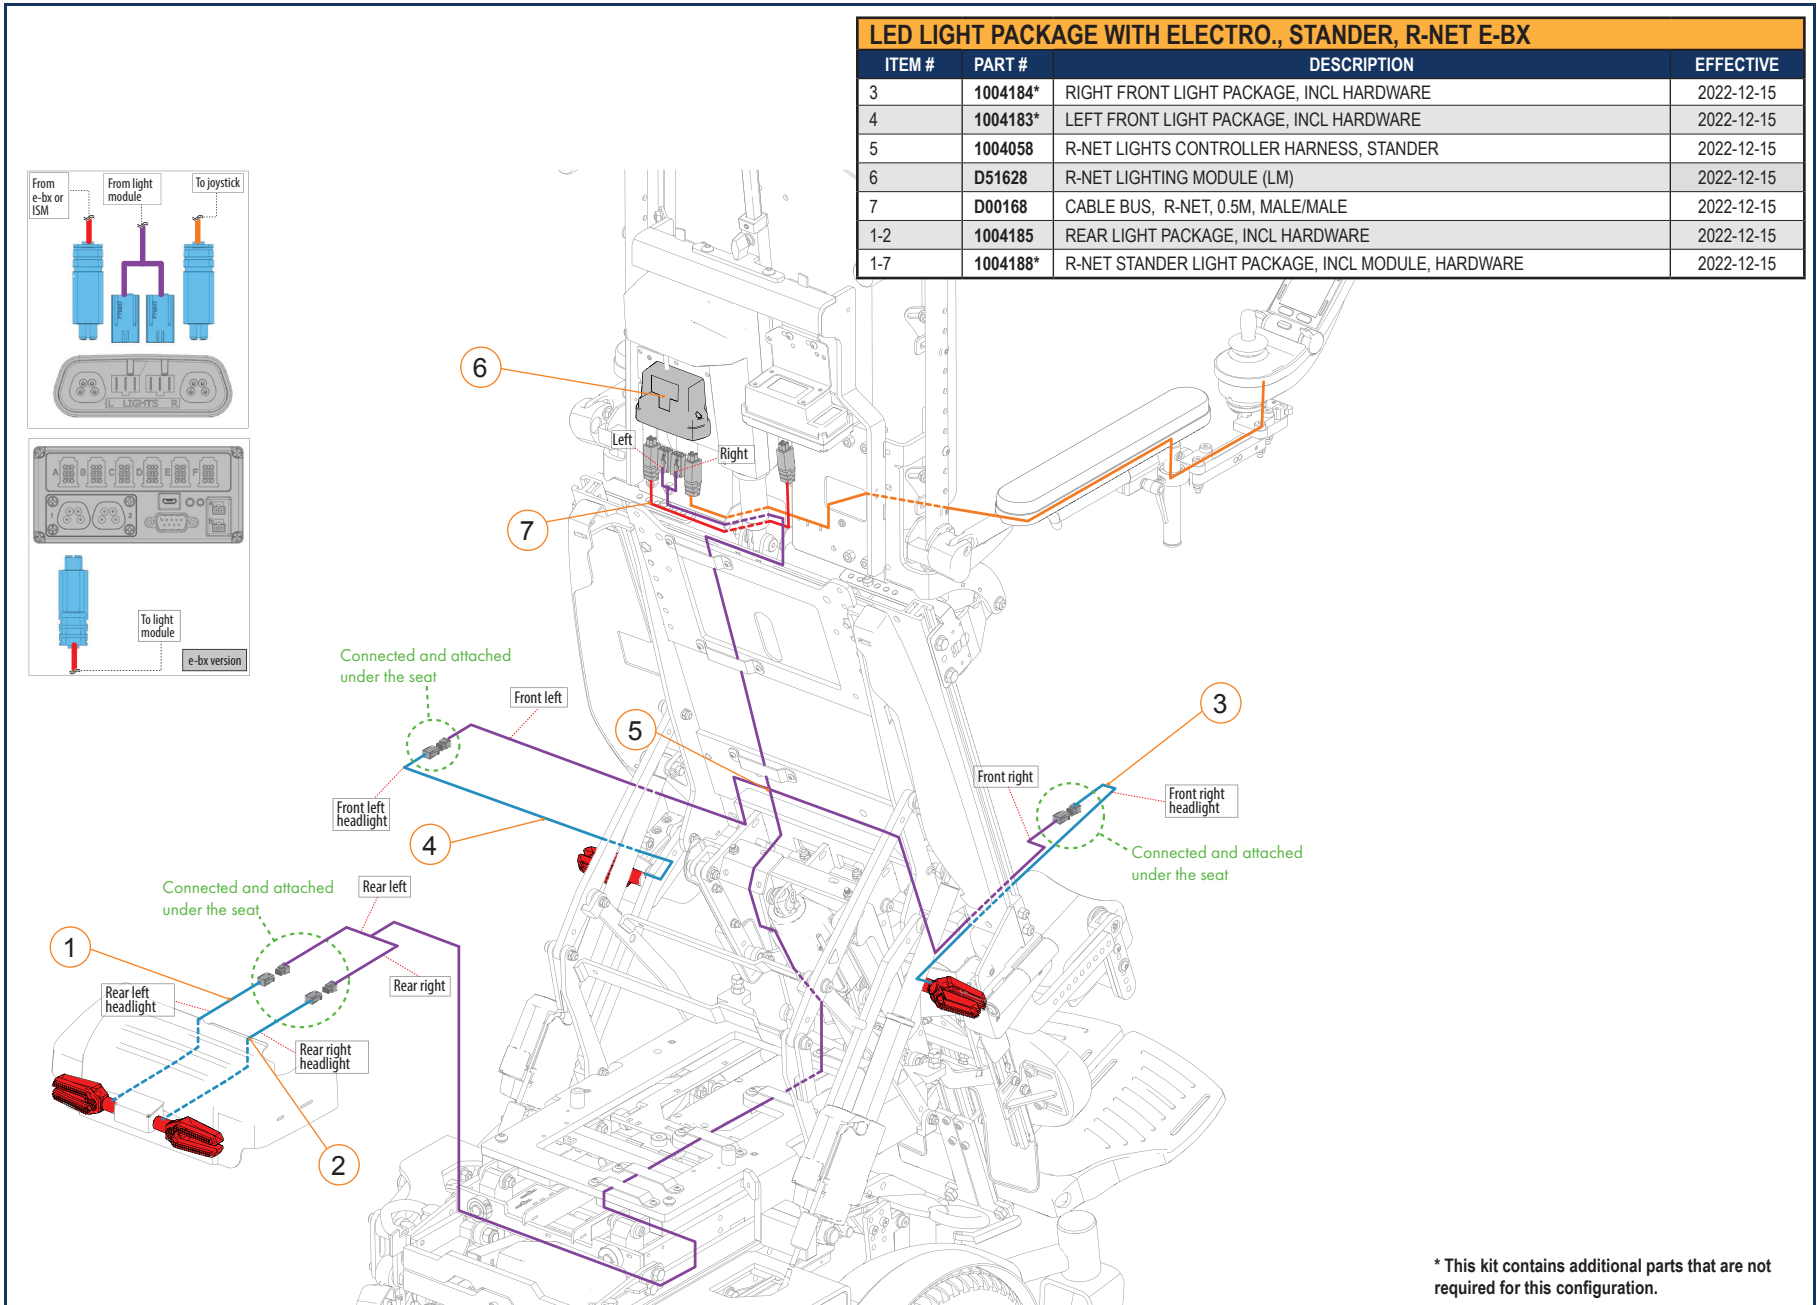 LED LIGHT PACKAGE WITH ELECTRO., STANDER, R-NET E-BX
ITEM # PART # DESCRIPTION EFFECTIVE
3 1004184* RIGHT FRONT LIGHT PACKAGE, INCL HARDWARE 2022-12-15
4 1004183* LEFT FRONT LIGHT PACKAGE, INCL HARDWARE 2022-12-15
5 1004058 R-NET LIGHTS CONTROLLER HARNESS, STANDER 2022-12-15
6 D51628 R-NET LIGHTING MODULE (LM) 2022-12-15
7 D00168 CABLE BUS, R-NET, 0.5M, MALE/MALE 2022-12-15
1-2 1004185 REAR LIGHT PACKAGE, INCL HARDWARE 2022-12-15
1-7 1004188* R-NET STANDER LIGHT PACKAGE, INCL MODULE, HARDWARE 2022-12-15
From
e-bx or
ISM
From light
module
To joystick
L LIGHTS R
A B C D E F
1 2
To light
module
e-bx version
6
Left
Right
7
Connected and attached
under the seat
Front left
5
3
Front right
Front right
headlight
Front left
headlight
4
Connected and attached
under the seat
Connected and attached
under the seat
Rear left
1
Rear right
Rear left
headlight
Rear right
headlight
2
* This kit contains additional parts that are not
required for this configuration.